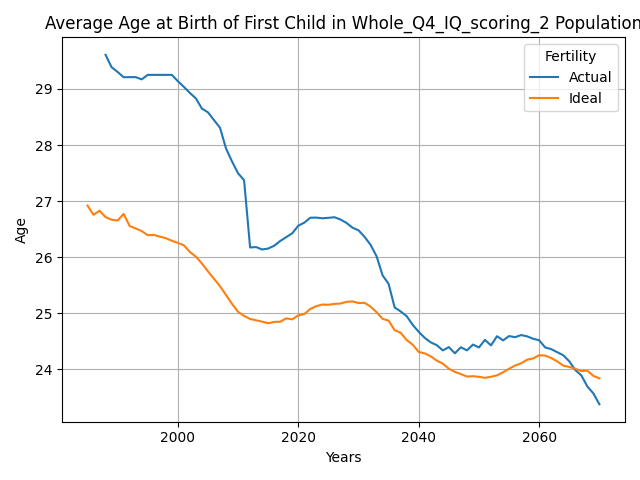 Average Age at Birth of First Child in Whole_Q4_IQ_scoring_2 Population
Fertility
Actual
Ideal
29
28
27
26
25
24
Age
2000
2020
2040
2060
Years